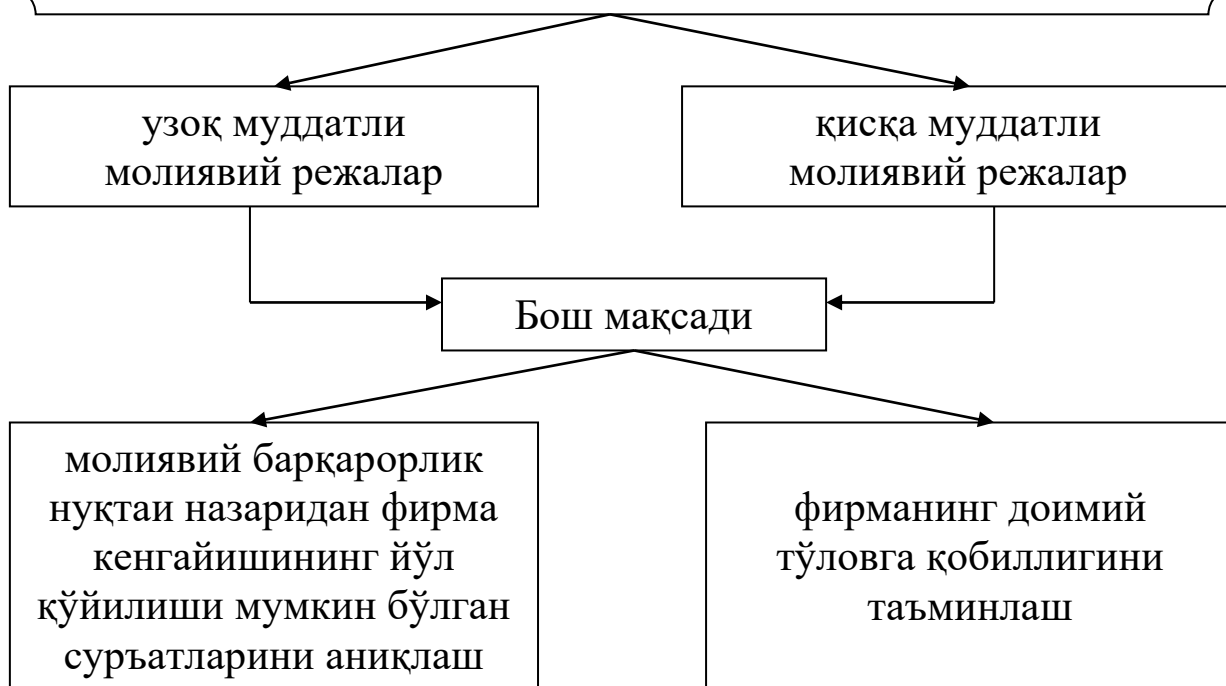 узоқ муддатли
молиявий режалар
қисқа муддатли
молиявий режалар
Бош мақсади
молиявий барқарорлик
нуқтаи назаридан фирма
кенгайишининг йўл
қўйилиши мумкин бўлган
суръатларини аниқлаш
фирманинг доимий
тўловга қобиллигини
таъминлаш